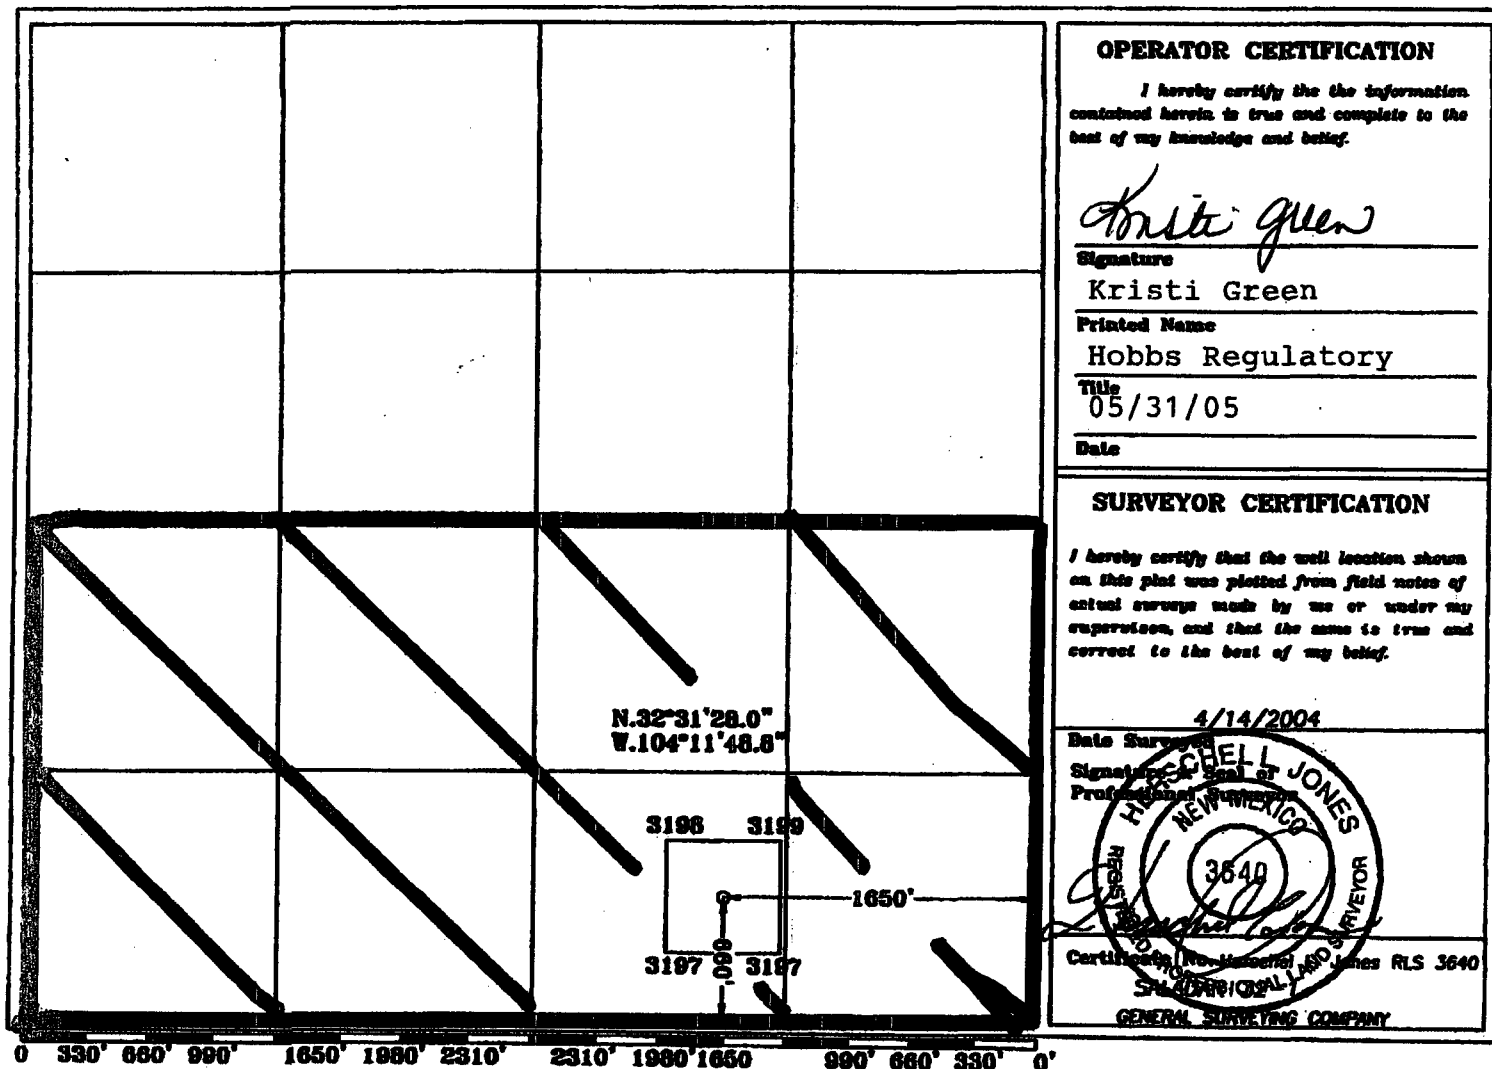 OPERATOR CERTIFICATION
I hereby certify the the information
contained herein is true and complete to the
best of my knowledge and belief.
Kristi Green
Signature
Kristi Green
Printed Name
Hobbs Regulatory
Title
05/31/05
Date
SURVEYOR CERTIFICATION
I hereby certify that the well location shown
on this plat was plotted from field notes of
actual surveys made by me or under my
supervison, and that the same is true and
correct to the best of my belief.
4/14/2004
Date Surveyed
Signature & Seal of
Professional Surveyor
HERSCHELL JONES
NEW MEXICO
3640
REGISTERED PROFESSIONAL LAND SURVEYOR
Certificate No. Herschel Jones RLS 3640
GENERAL SURVEYING COMPANY
N.32°31'28.0"
W.104°11'48.8"
3198 3199
1650'
660'
3197 3197
0 330' 660' 990' 1650' 1980' 2310' 2310' 1980' 1650 990' 660' 330' 0'